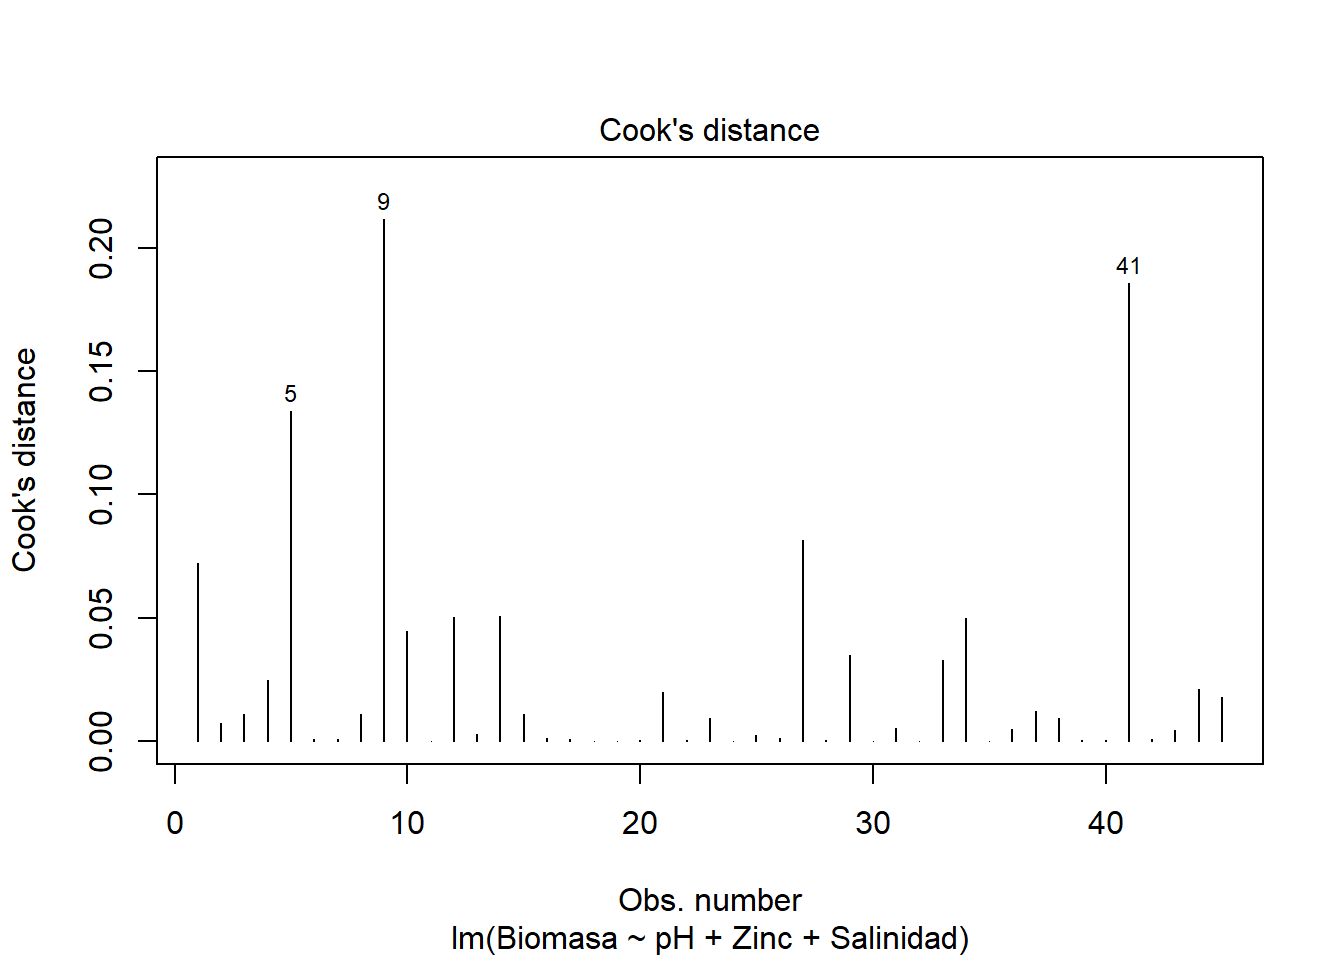 Cook's distance
9
41
5
Cook's distance
0.00
0.05
0.10
0.15
0.20
0 10 20 30 40
Obs. number
lm(Biomasa ~ pH + Zinc + Salinidad)